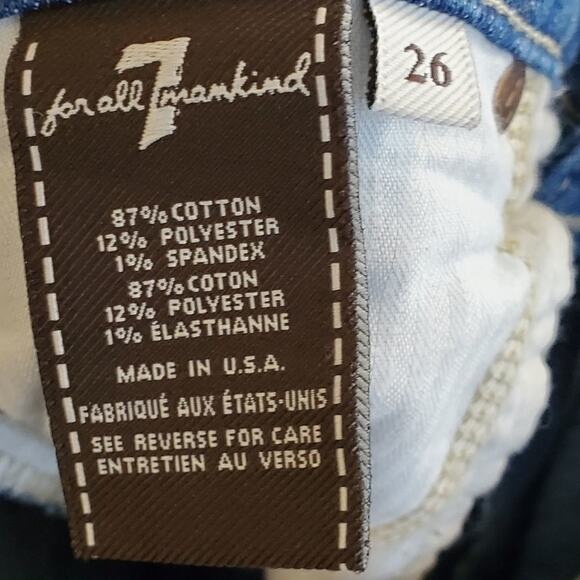 for all 7 mankind
26
87% COTTON
12% POLYESTER
1% SPANDEX
87% COTON
12% POLYESTER
1% ÉLASTHANNE
MADE IN U.S.A.
FABRIQUÉ AUX ÉTATS-UNIS
SEE REVERSE FOR CARE
ENTRETIEN AU VERSO